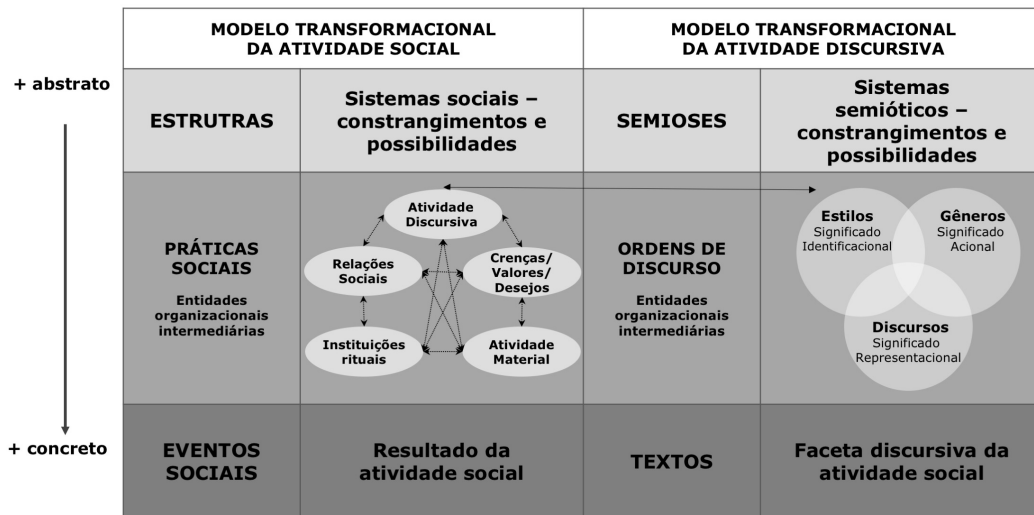 MODELO TRANSFORMACIONAL
DA ATIVIDADE SOCIAL
MODELO TRANSFORMACIONAL
DA ATIVIDADE DISCURSIVA
+ abstrato
ESTRUTRAS
Sistemas sociais –
constrangimentos e
possibilidades
SEMIOSES
Sistemas
semióticos –
constrangimentos e
possibilidades
PRÁTICAS
SOCIAIS
Entidades
organizacionais
intermediárias
Atividade
Discursiva
Relações
Sociais
Crenças/
Valores/
Desejos
Instituições
rituais
Atividade
Material
ORDENS DE
DISCURSO
Entidades
organizacionais
intermediárias
Estilos
Significado
Identificacional
Gêneros
Significado
Acional
Discursos
Significado
Representacional
+ concreto
EVENTOS
SOCIAIS
Resultado da
atividade social
TEXTOS
Faceta discursiva da
atividade social